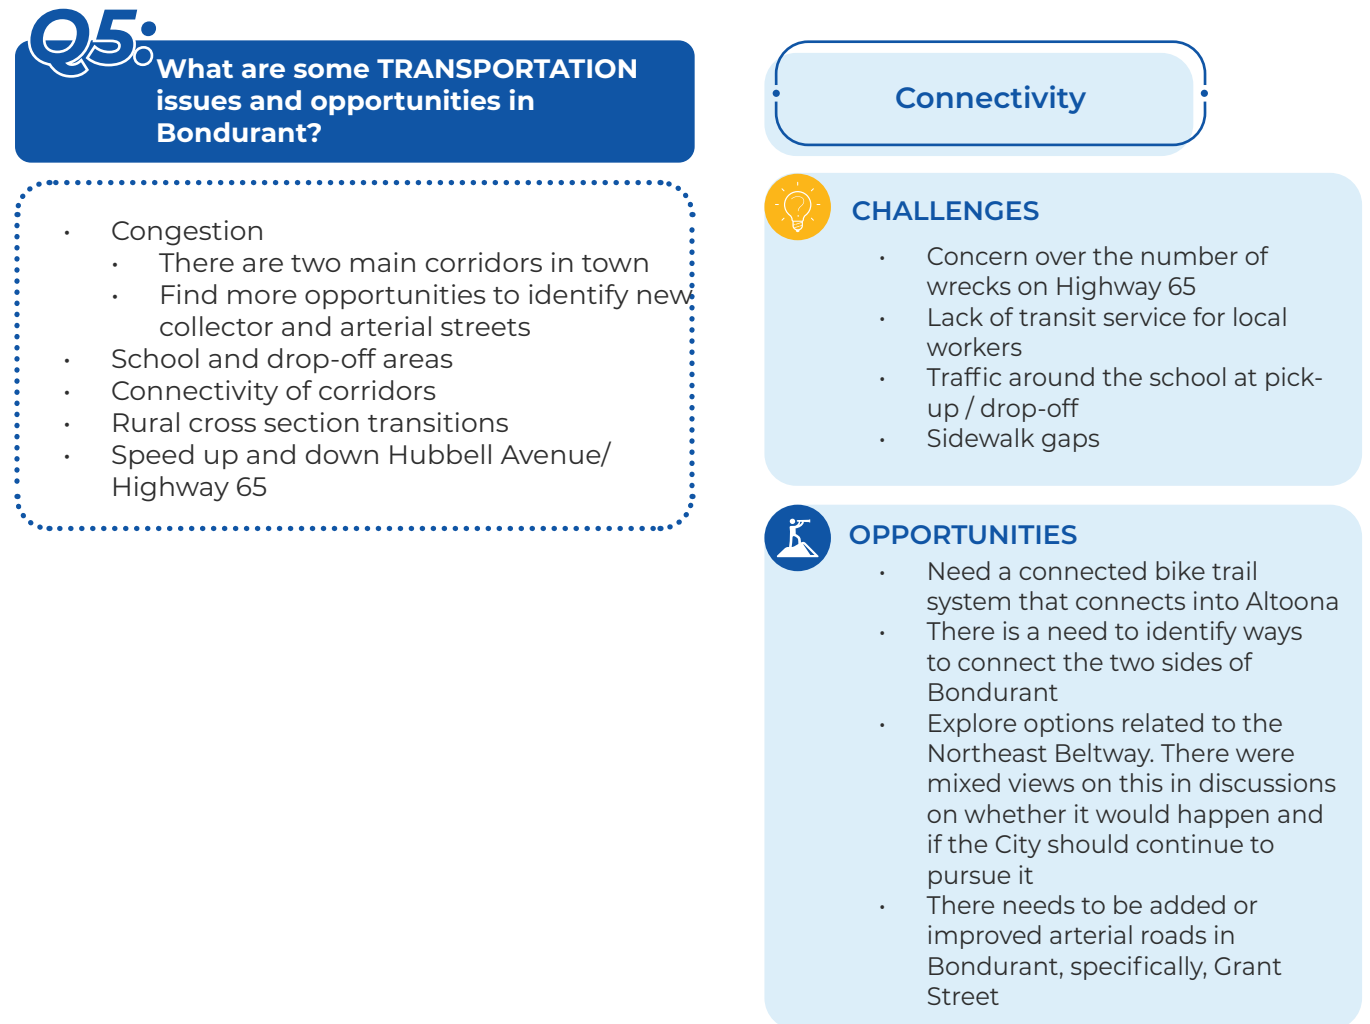 Q5:
What are some TRANSPORTATION
issues and opportunities in
Bondurant?
• Congestion
• There are two main corridors in town
• Find more opportunities to identify new
collector and arterial streets
• School and drop-off areas
• Connectivity of corridors
• Rural cross section transitions
• Speed up and down Hubbell Avenue/
Highway 65
Connectivity
CHALLENGES
• Concern over the number of
wrecks on Highway 65
• Lack of transit service for local
workers
• Traffic around the school at pick-
up / drop-off
• Sidewalk gaps
OPPORTUNITIES
• Need a connected bike trail
system that connects into Altoona
• There is a need to identify ways
to connect the two sides of
Bondurant
• Explore options related to the
Northeast Beltway. There were
mixed views on this in discussions
on whether it would happen and
if the City should continue to
pursue it
• There needs to be added or
improved arterial roads in
Bondurant, specifically, Grant
Street